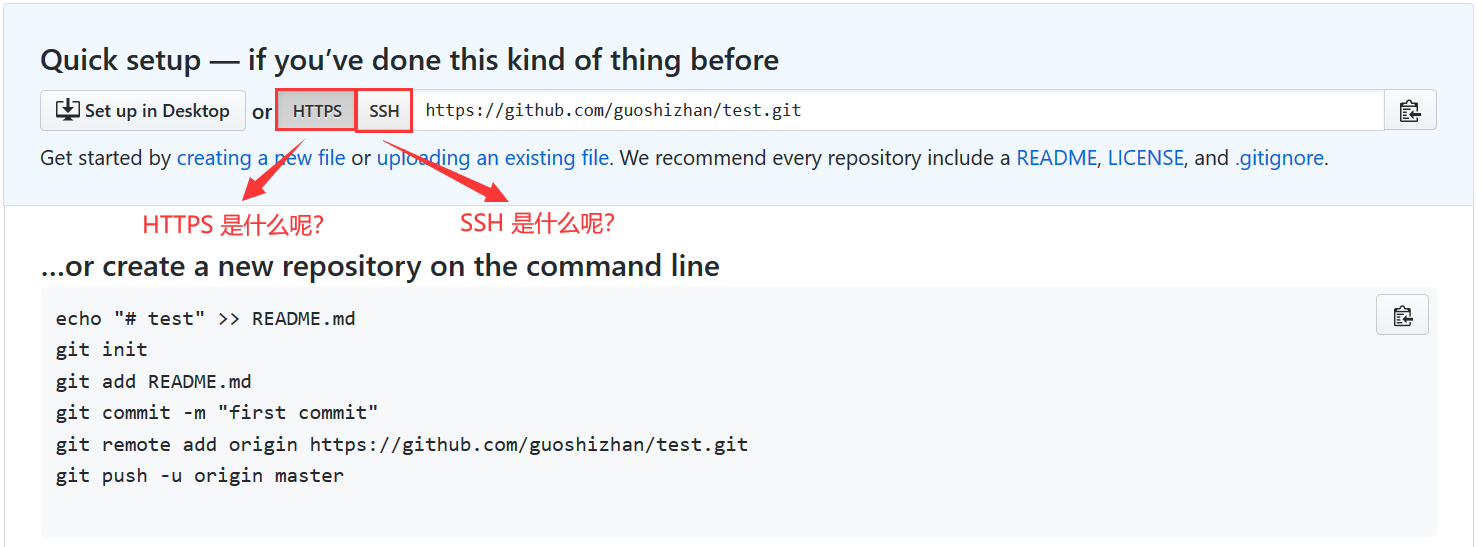 Quick setup — if you’ve done this kind of thing before
Set up in Desktop or HTTPS SSH https://github.com/guoshizhan/test.git
Get started by creating a new file or uploading an existing file. We recommend every repository include a README, LICENSE, and .gitignore.
HTTPS 是什么呢? SSH 是什么呢?
…or create a new repository on the command line
echo "# test" >> README.md
git init
git add README.md
git commit -m "first commit"
git remote add origin https://github.com/guoshizhan/test.git
git push -u origin master